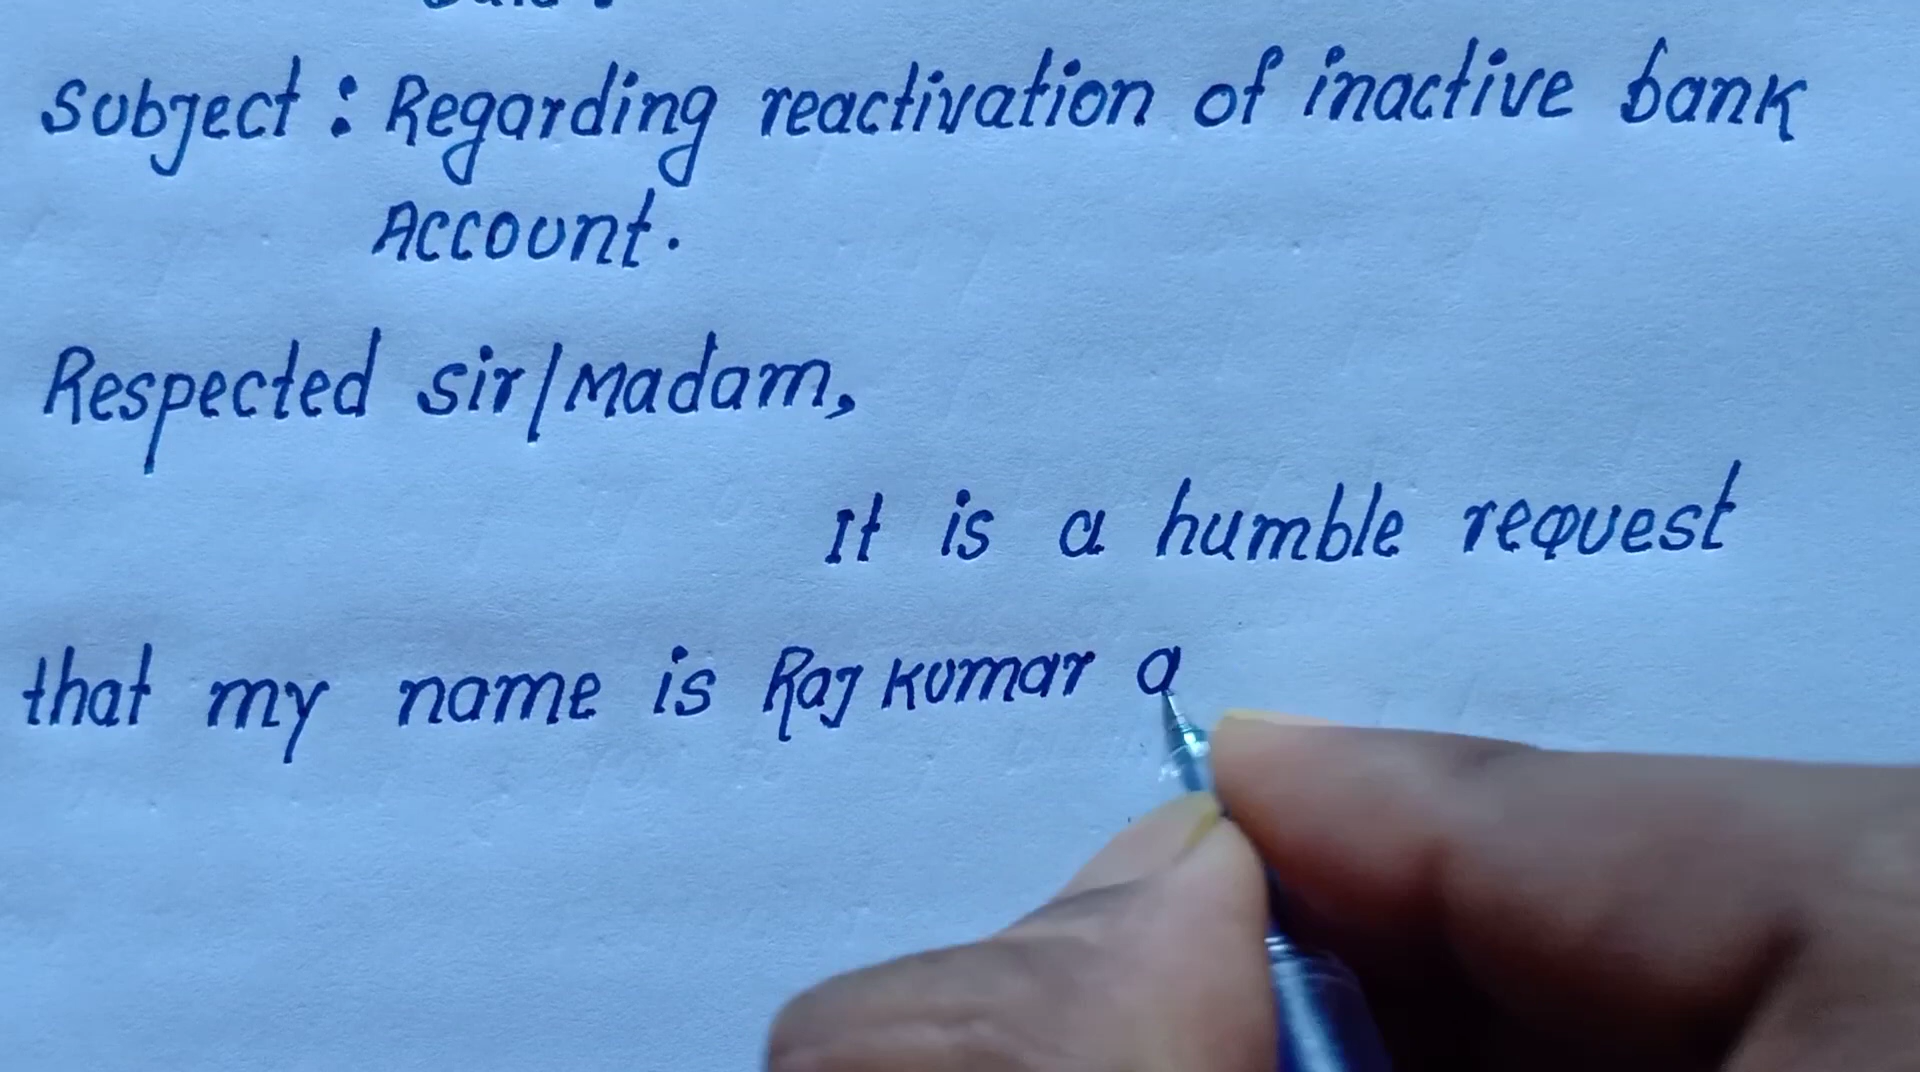 Subject : Regarding reactivation of inactive bank
Account.
Respected sir/Madam,
It is a humble request
that my name is Raj kumar a